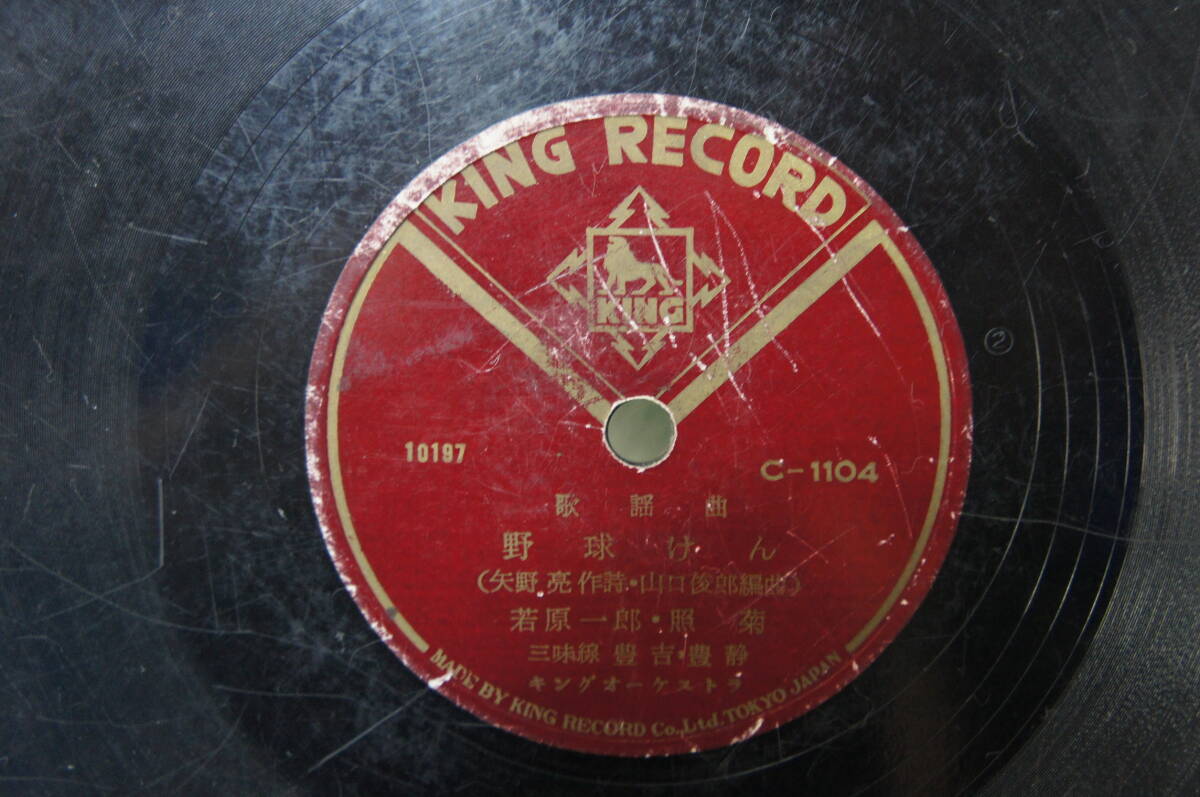 KING RECORD
KING
②
10197
C-1104
歌謡曲
野球けん
(矢野亮作詩・山口俊郎編曲)
若原一郎・照菊
三味線 豊吉・豊静
キングオーケストラ
MADE BY KING RECORD Co., Ltd. TOKYO JAPAN